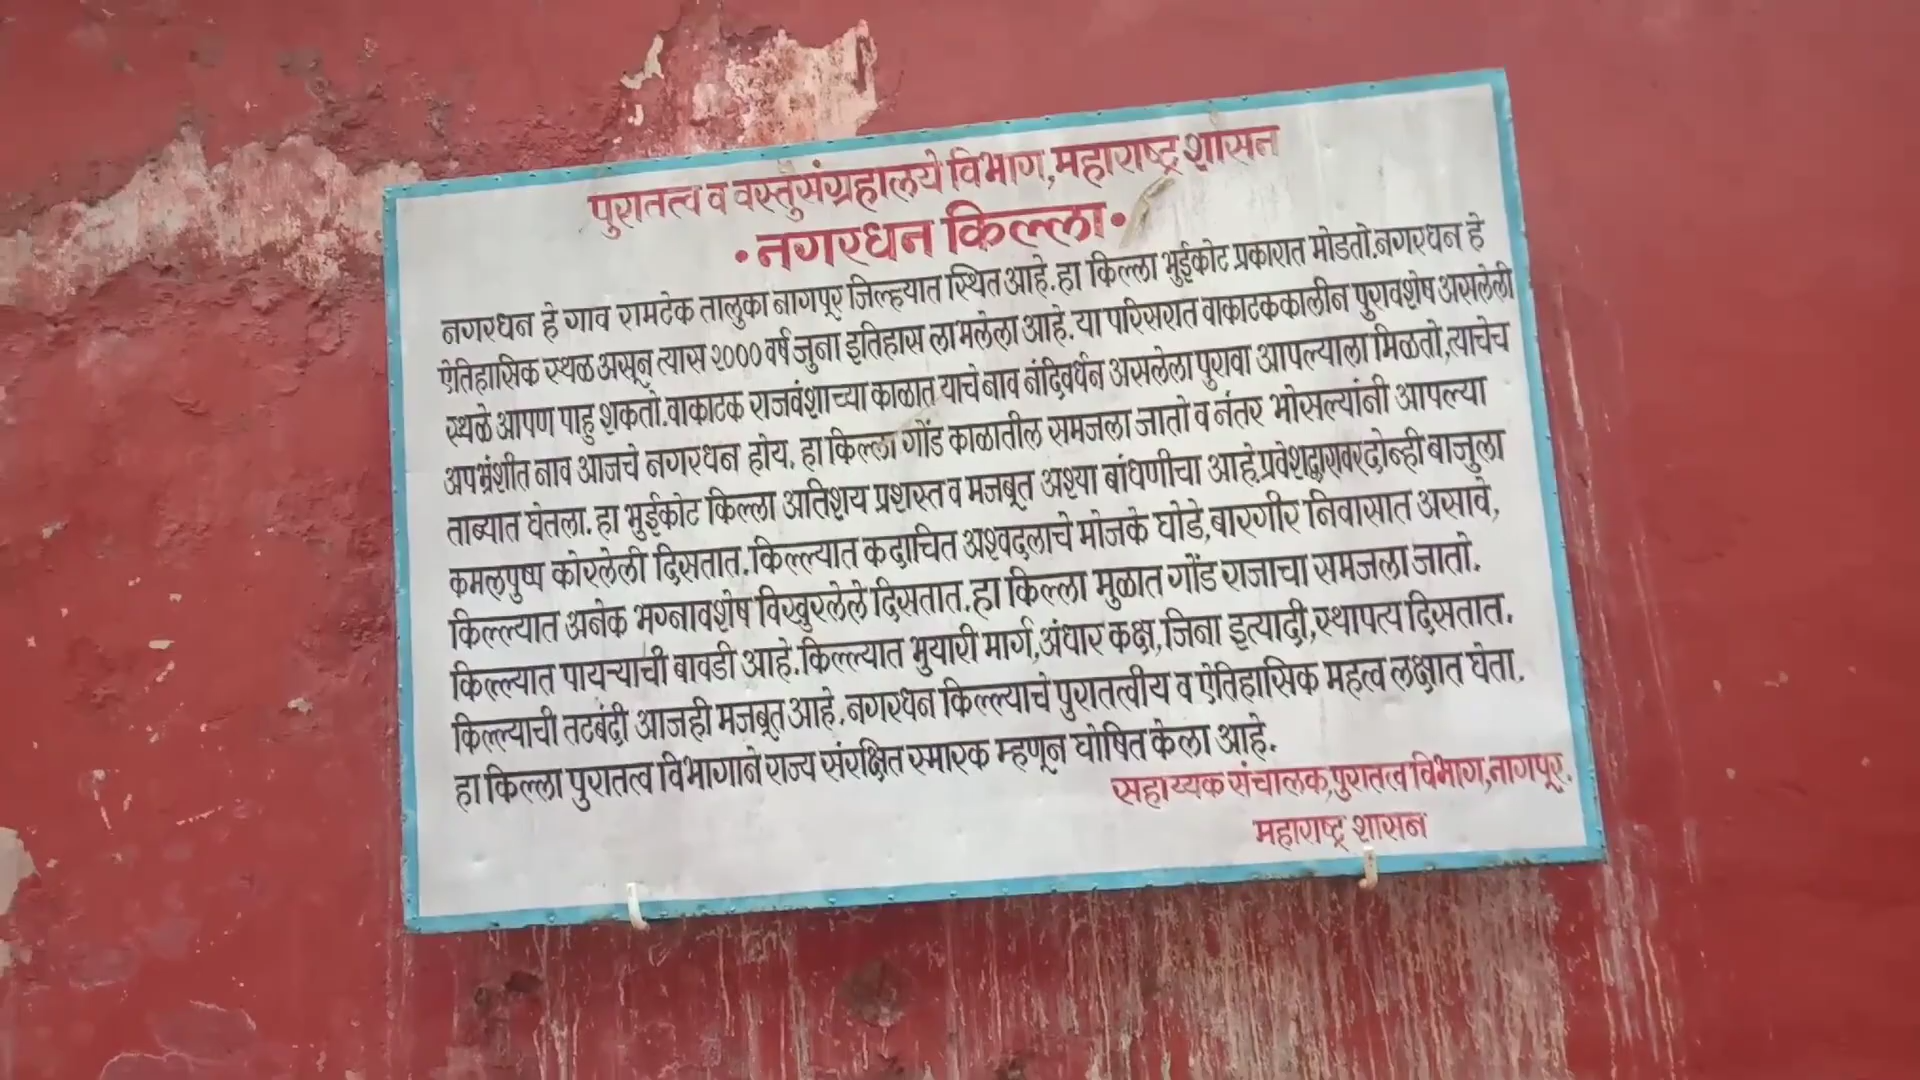 पुरातत्व व वस्तुसंग्रहालये विभाग,महाराष्ट्र शासन
•नगरधन किल्ला•
नगरधन हे गाव रामटेक तालुका नागपूर जिल्ह्यात स्थित आहे.हा किल्ला भुईकोट प्रकारात मोडतो.नगरधन हे
ऐतिहासिक स्थळ असून त्यास २००० वर्ष जुना इतिहास लाभलेला आहे. या परिसरात वाकाटककालीन पुरावशेष असलेली
स्थळे आपण पाहु शकतो.वाकाटक राजवंशाच्या काळात याचे नाव नंदिवर्धन असलेला पुरावा आपल्याला मिळतो,त्याचेच
अपभ्रंशीत नाव आजचे नगरधन होय. हा किल्ला गोंड काळातील समजला जातो व नंतर भोसल्यांनी आपल्या
ताब्यात घेतला. हा भुईकोट किल्ला अतिशय प्रशस्त व मजबूत अश्या बांधणीचा आहे.प्रवेशद्वारावर दोन्ही बाजुला
कमलपुष्प कोरलेली दिसतात.किल्ल्यात कदाचित अश्वदलाचे मोजके घोडे,बारगीर निवासात असावे,
किल्ल्यात अनेक भग्नावशेष विखुरलेले दिसतात.हा किल्ला मुळात गोंड राजाचा समजला जातो.
किल्ल्यात पायऱ्याची बावडी आहे.किल्ल्यात भुयारी मार्ग,अंधार कक्ष,जिना इत्यादी,स्थापत्य दिसतात.
किल्ल्याची तटबंदी आजही मजबूत आहे.नगरधन किल्ल्याचे पुरातत्वीय व ऐतिहासिक महत्व लक्षात घेता.
हा किल्ला पुरातत्व विभागाने राज्य संरक्षित स्मारक म्हणून घोषित केला आहे.
सहाय्यक संचालक,पुरातत्व विभाग,नागपूर.
महाराष्ट्र शासन